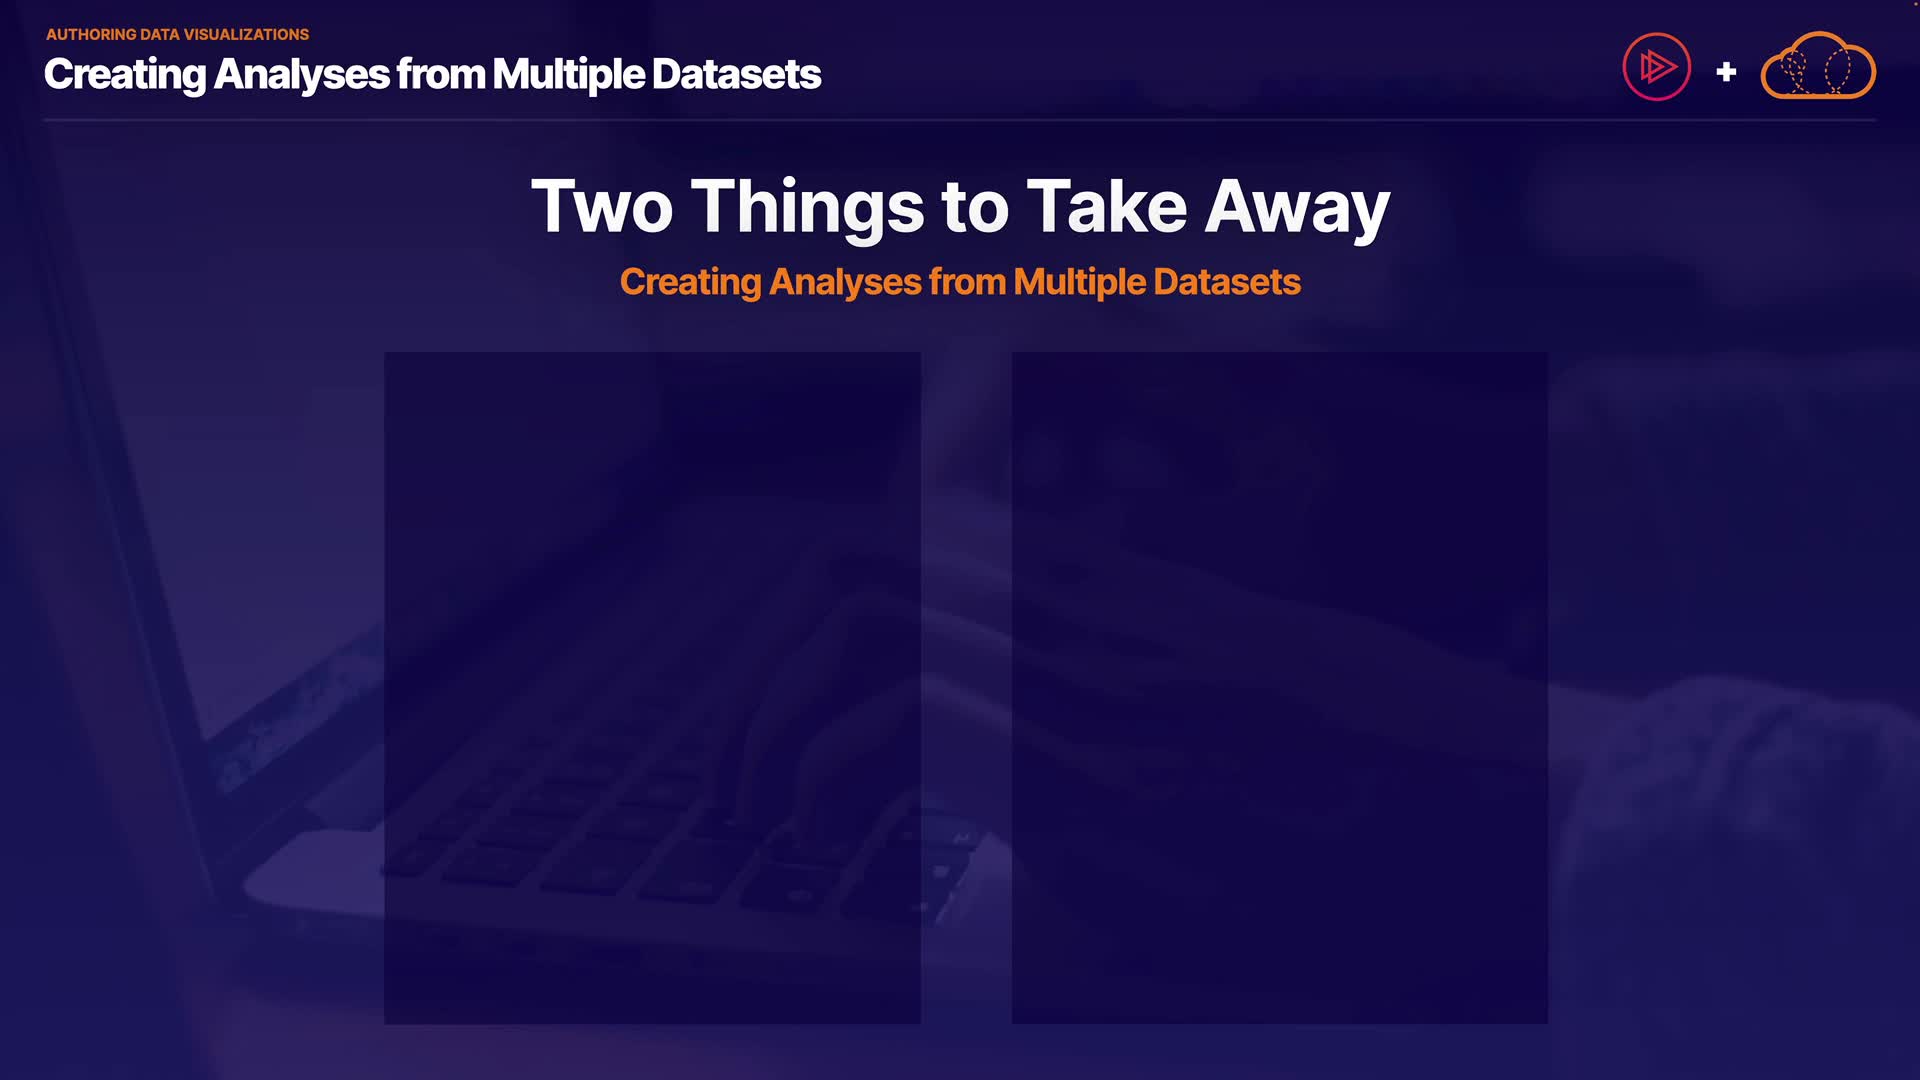 AUTHORING DATA VISUALIZATIONS
Creating Analyses from Multiple Datasets
+
Two Things to Take Away
Creating Analyses from Multiple Datasets